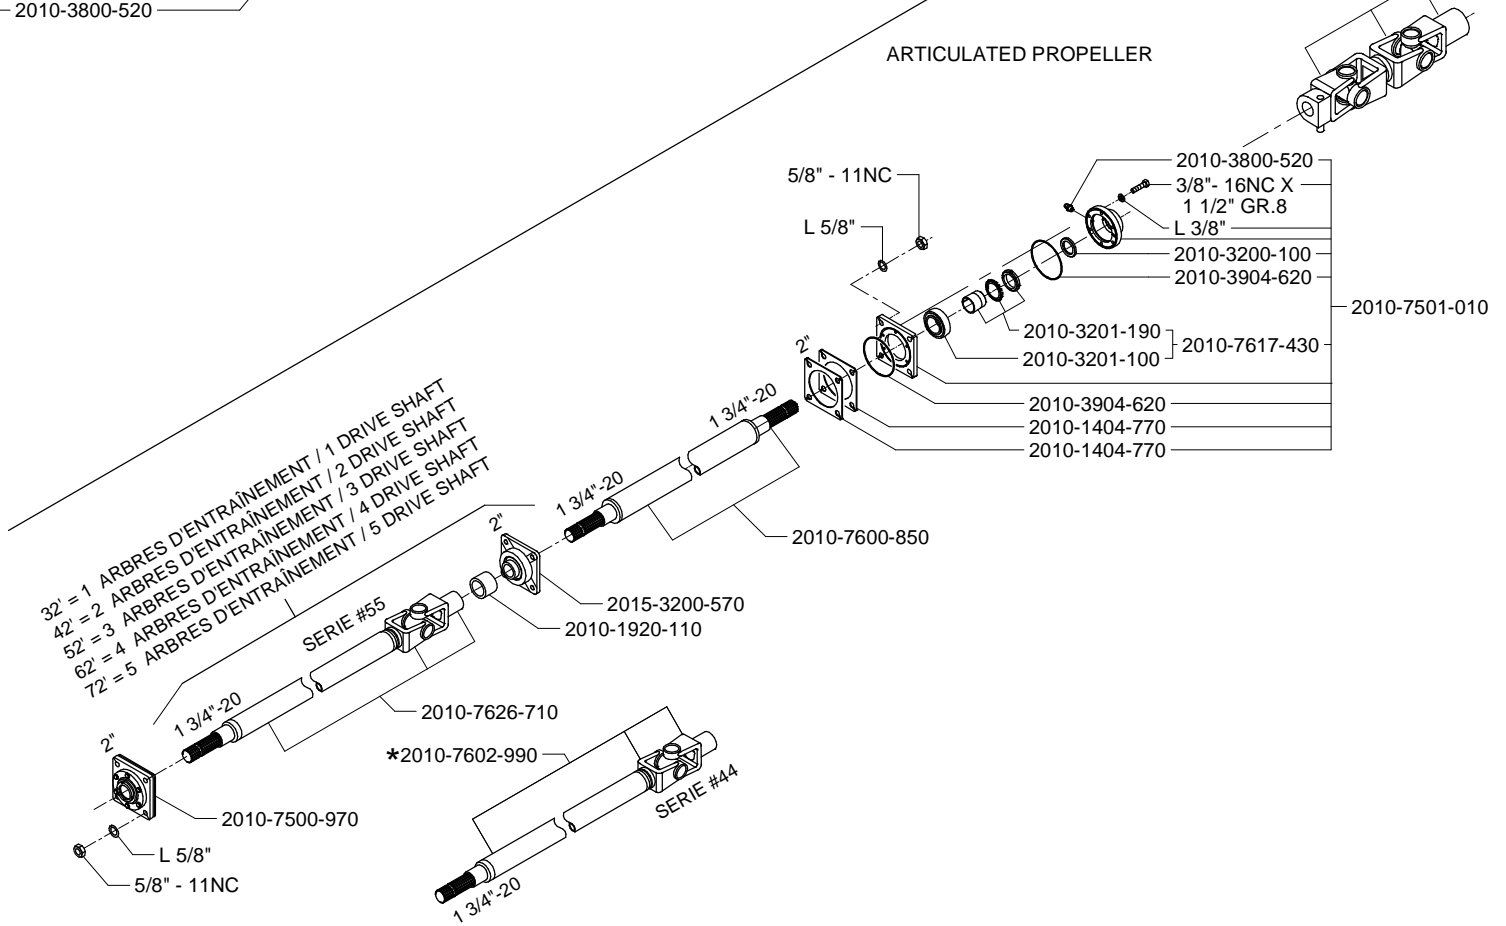 2010-3800-520
ARTICULATED PROPELLER
2010-3800-520
5/8" - 11NC
3/8"- 16NC X
1 1/2" GR.8
L 5/8"
L 3/8"
2010-3200-100
2010-3904-620
2010-7501-010
2010-3201-190
2010-7617-430
2010-3201-100
2"
2010-3904-620
2010-1404-770
2010-1404-770
1 3/4"-20
1 3/4"-20
2010-7600-850
32' = 1 ARBRES D'ENTRAÎNEMENT / 1 DRIVE SHAFT
42' = 2 ARBRES D'ENTRAÎNEMENT / 2 DRIVE SHAFT
52' = 3 ARBRES D'ENTRAÎNEMENT / 3 DRIVE SHAFT
62' = 4 ARBRES D'ENTRAÎNEMENT / 4 DRIVE SHAFT
72' = 5 ARBRES D'ENTRAÎNEMENT / 5 DRIVE SHAFT
2"
2015-3200-570
2010-1920-110
SERIE #55
1 3/4"-20
2010-7626-710
2"
*2010-7602-990
SERIE #44
2010-7500-970
L 5/8"
5/8" - 11NC
1 3/4"-20